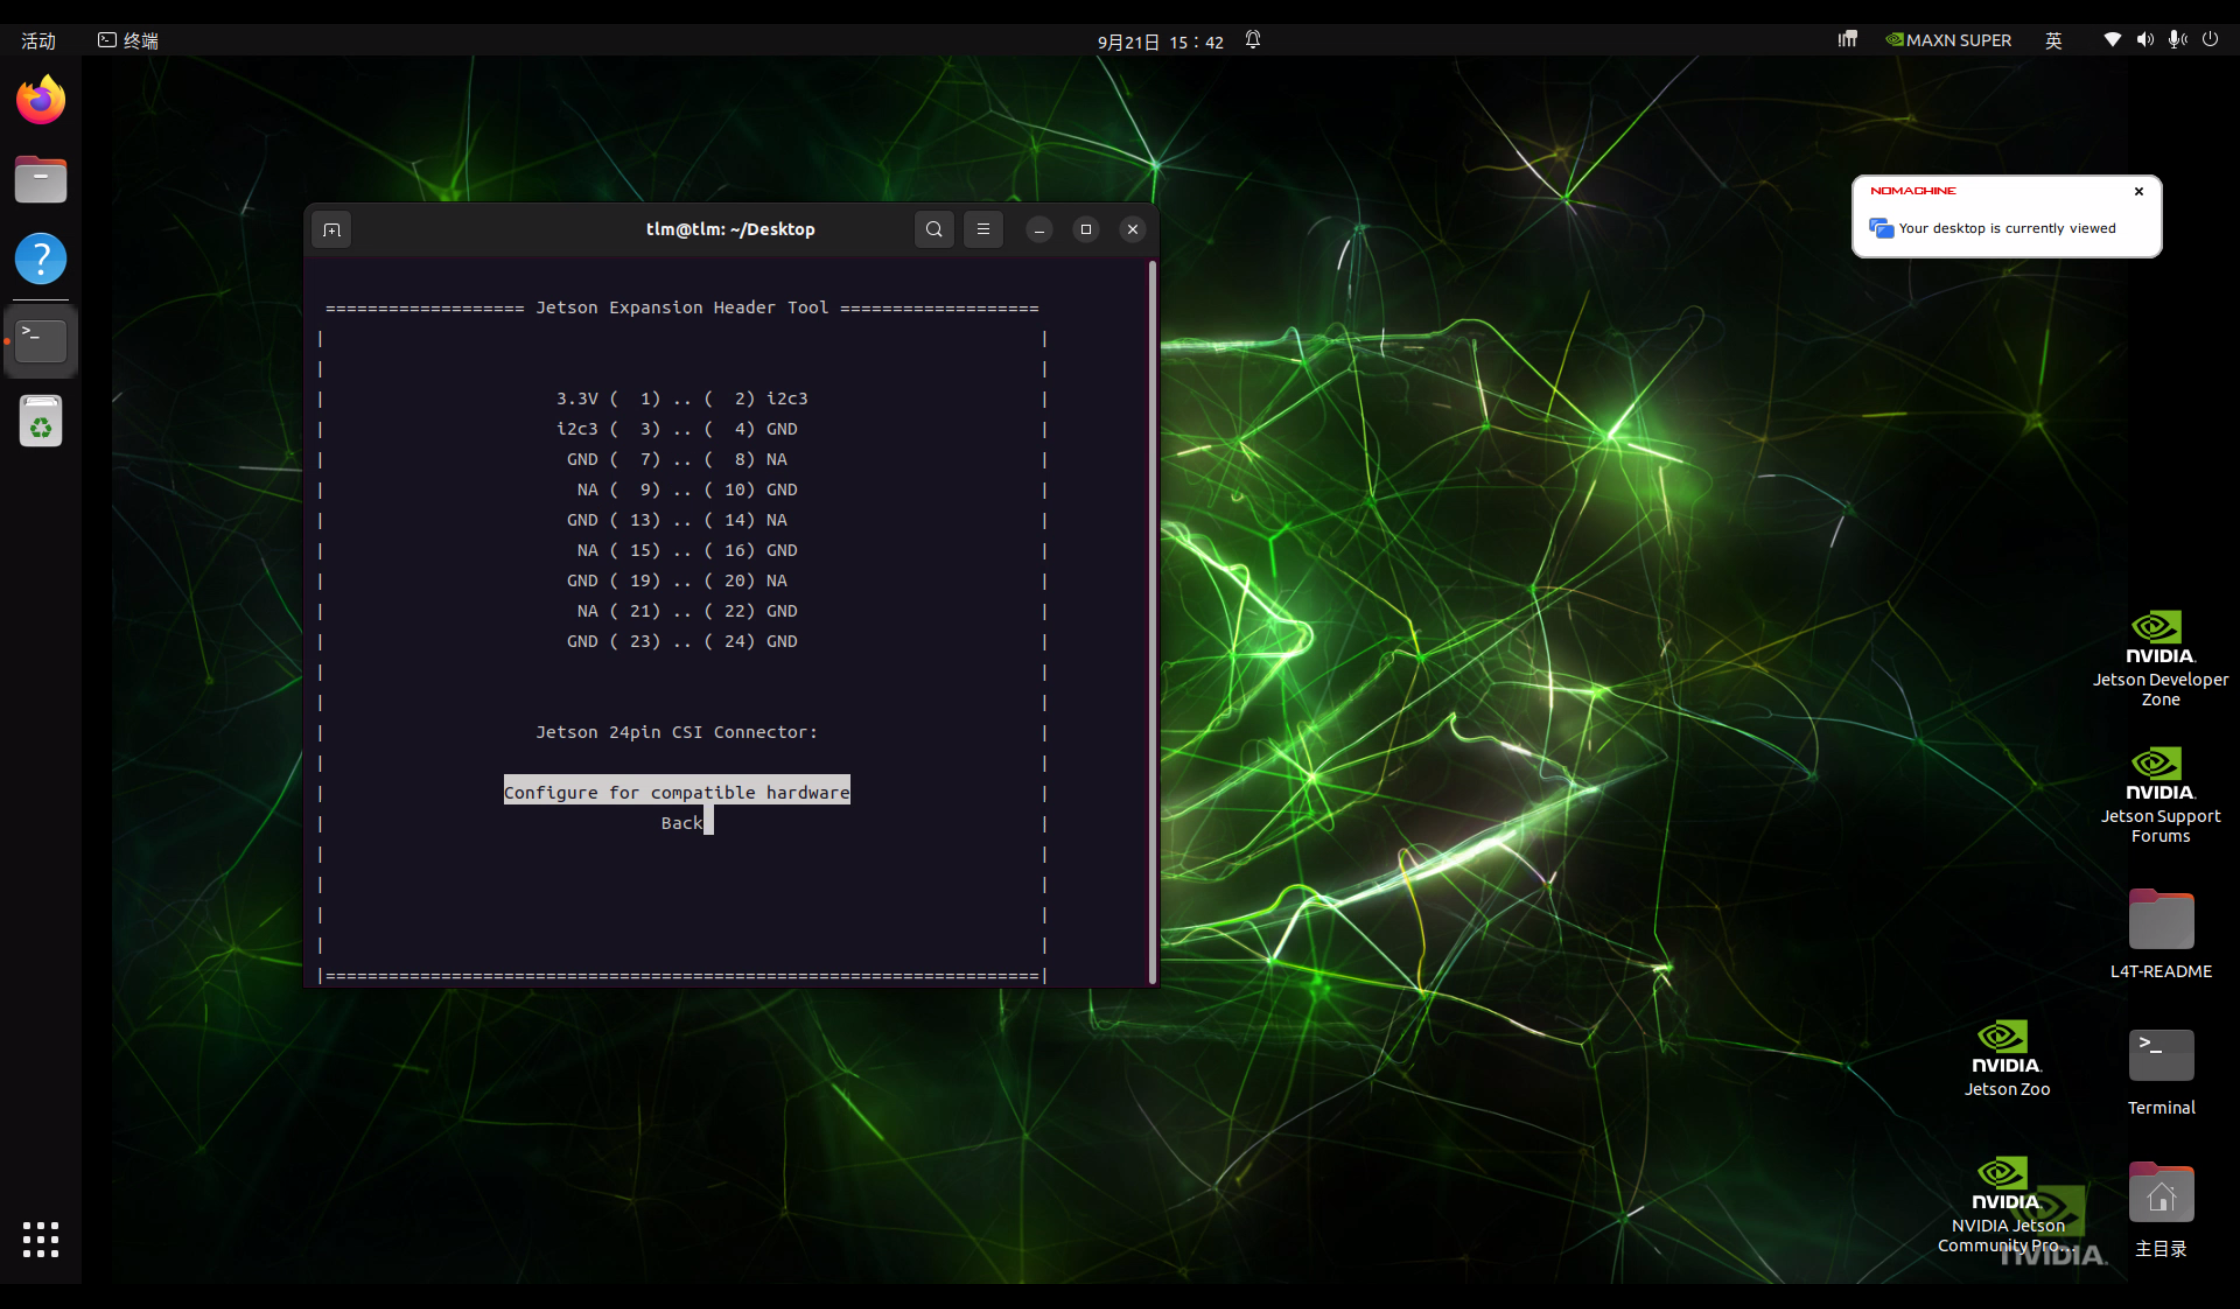 活动
终端
9月21日 15：42
MAXN SUPER
英
tlm@tlm: ~/Desktop
=================== Jetson Expansion Header Tool ===================
3.3V (  1) .. (  2) i2c3
i2c3 (  3) .. (  4) GND
GND (  7) .. (  8) NA
NA (  9) .. ( 10) GND
GND ( 13) .. ( 14) NA
NA ( 15) .. ( 16) GND
GND ( 19) .. ( 20) NA
NA ( 21) .. ( 22) GND
GND ( 23) .. ( 24) GND
Jetson 24pin CSI Connector:
Configure for compatible hardware
Back
|====================================================================|
NOMACHINE
Your desktop is currently viewed
NVIDIA.
Jetson Developer
Zone
NVIDIA.
Jetson Support
Forums
L4T-README
NVIDIA.
Jetson Zoo
Terminal
NVIDIA.
NVIDIA Jetson
Community Pro...
主目录
NVIDIA.